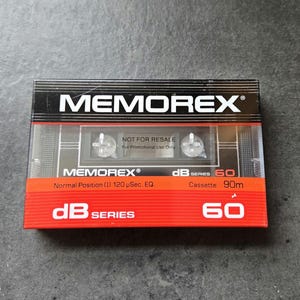 MEMOREX®
NOT FOR RESALE
For Promotional Use Only
MEMOREX® dB SERIES 60
Normal Position (I) 120 µSec. EQ Cassette 90m
dB SERIES 60